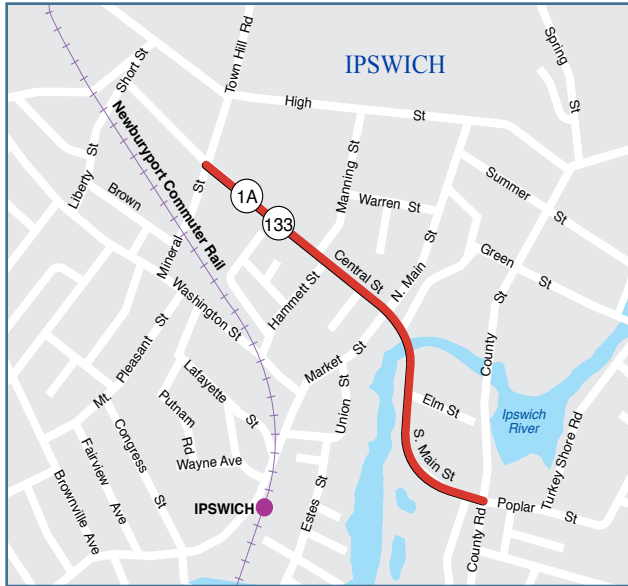 IPSWICH
Spring
St
Town Hill Rd
Short St
High
St
Newburyport Commuter Rail
Liberty St
Brown
Mineral St
1A
133
Manning St
Warren St
Summer
St
Green
St
Central St
N. Main St
Hammett St
Washington St
Market St
County St
Mt. Pleasant St
Lafayette St
Putnam Rd
Union St
Elm St
Ipswich
River
Turkey Shore Rd
S. Main St
Wayne Ave
Congress St
Fairview Ave
Brownville Ave
IPSWICH
Estes St
County Rd
Poplar St